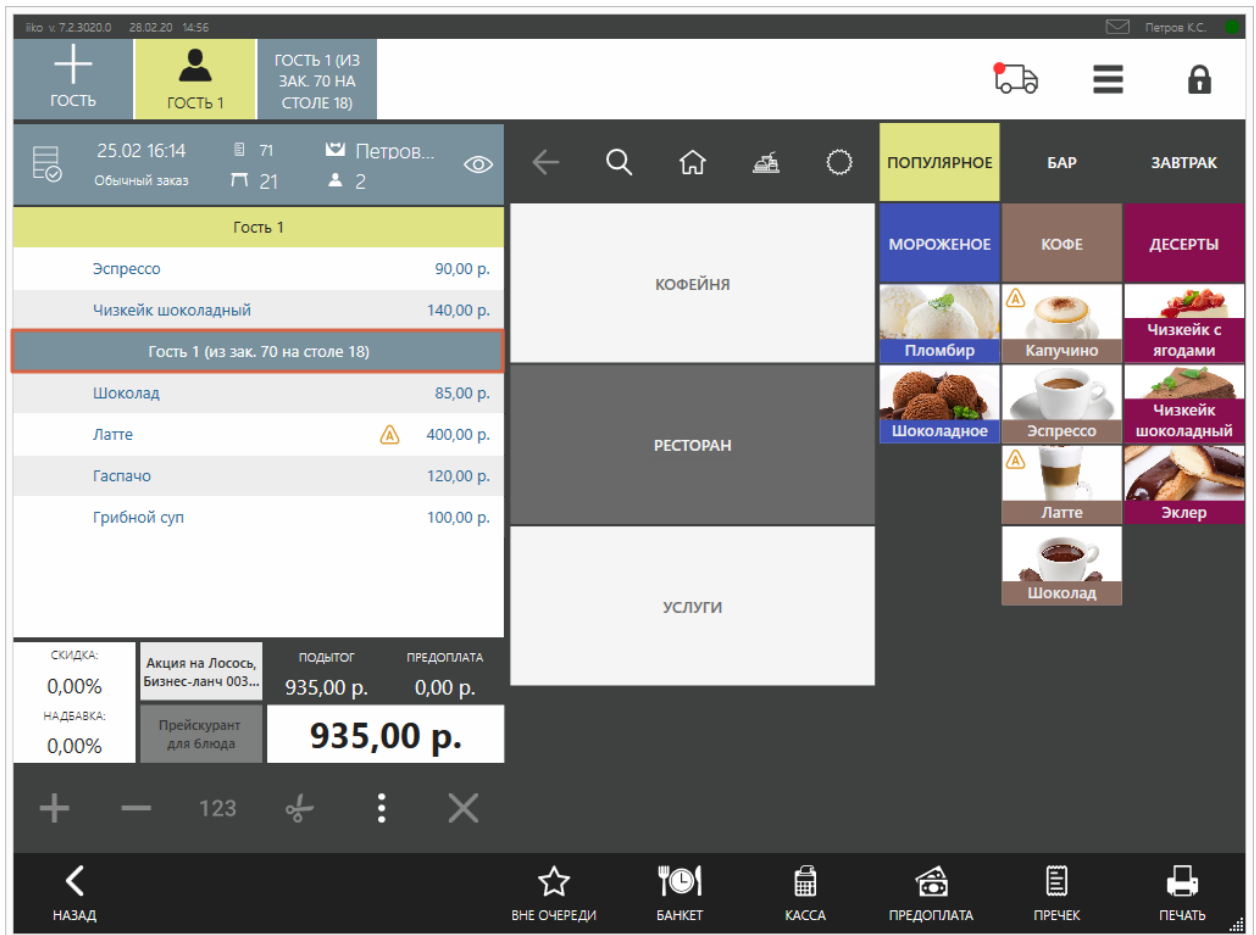 iiko v. 7.2.3020.0 28.02.20 14:56 Петров К.С.
ГОСТЬ
ГОСТЬ 1
ГОСТЬ 1 (ИЗ
ЗАК. 70 НА
СТОЛЕ 18)
25.02 16:14 71 Петров...
Обычный заказ 21 2
Гость 1
Эспрессо 90,00 р.
Чизкейк шоколадный 140,00 р.
Гость 1 (из зак. 70 на столе 18)
Шоколад 85,00 р.
Латте А 400,00 р.
Гаспачо 120,00 р.
Грибной суп 100,00 р.
СКИДКА:
0,00%
НАДБАВКА:
0,00%
Акция на Лосось,
Бизнес-ланч 003...
Прейскурант
для блюда
ПОДЫТОГ
935,00 р.
ПРЕДОПЛАТА
0,00 р.
935,00 р.
123
КОФЕЙНЯ
РЕСТОРАН
УСЛУГИ
ПОПУЛЯРНОЕ БАР ЗАВТРАК
МОРОЖЕНОЕ КОФЕ ДЕСЕРТЫ
Пломбир
А
Капучино
Чизкейк с
ягодами
Шоколадное
Эспрессо
Чизкейк
шоколадный
А
Латте
Эклер
Шоколад
НАЗАД
ВНЕ ОЧЕРЕДИ
БАНКЕТ
КАССА
ПРЕДОПЛАТА
ПРЕЧЕК
ПЕЧАТЬ